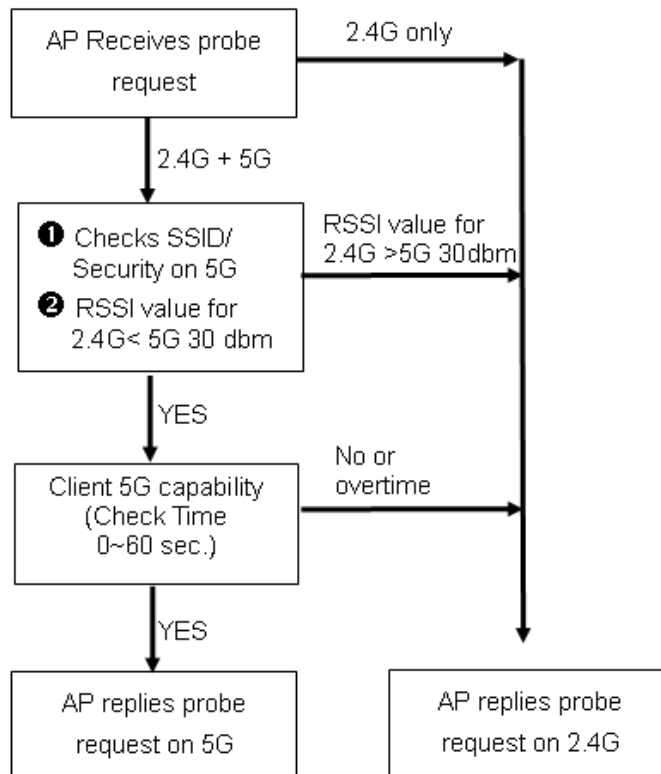 AP Receives probe
request
2.4G only
2.4G + 5G
❶ Checks SSID/
Security on 5G
❷ RSSI value for
2.4G< 5G 30 dbm
RSSI value for
2.4G >5G 30dbm
YES
Client 5G capability
(Check Time
0~60 sec.)
No or
overtime
YES
AP replies probe
request on 5G
AP replies probe
request on 2.4G